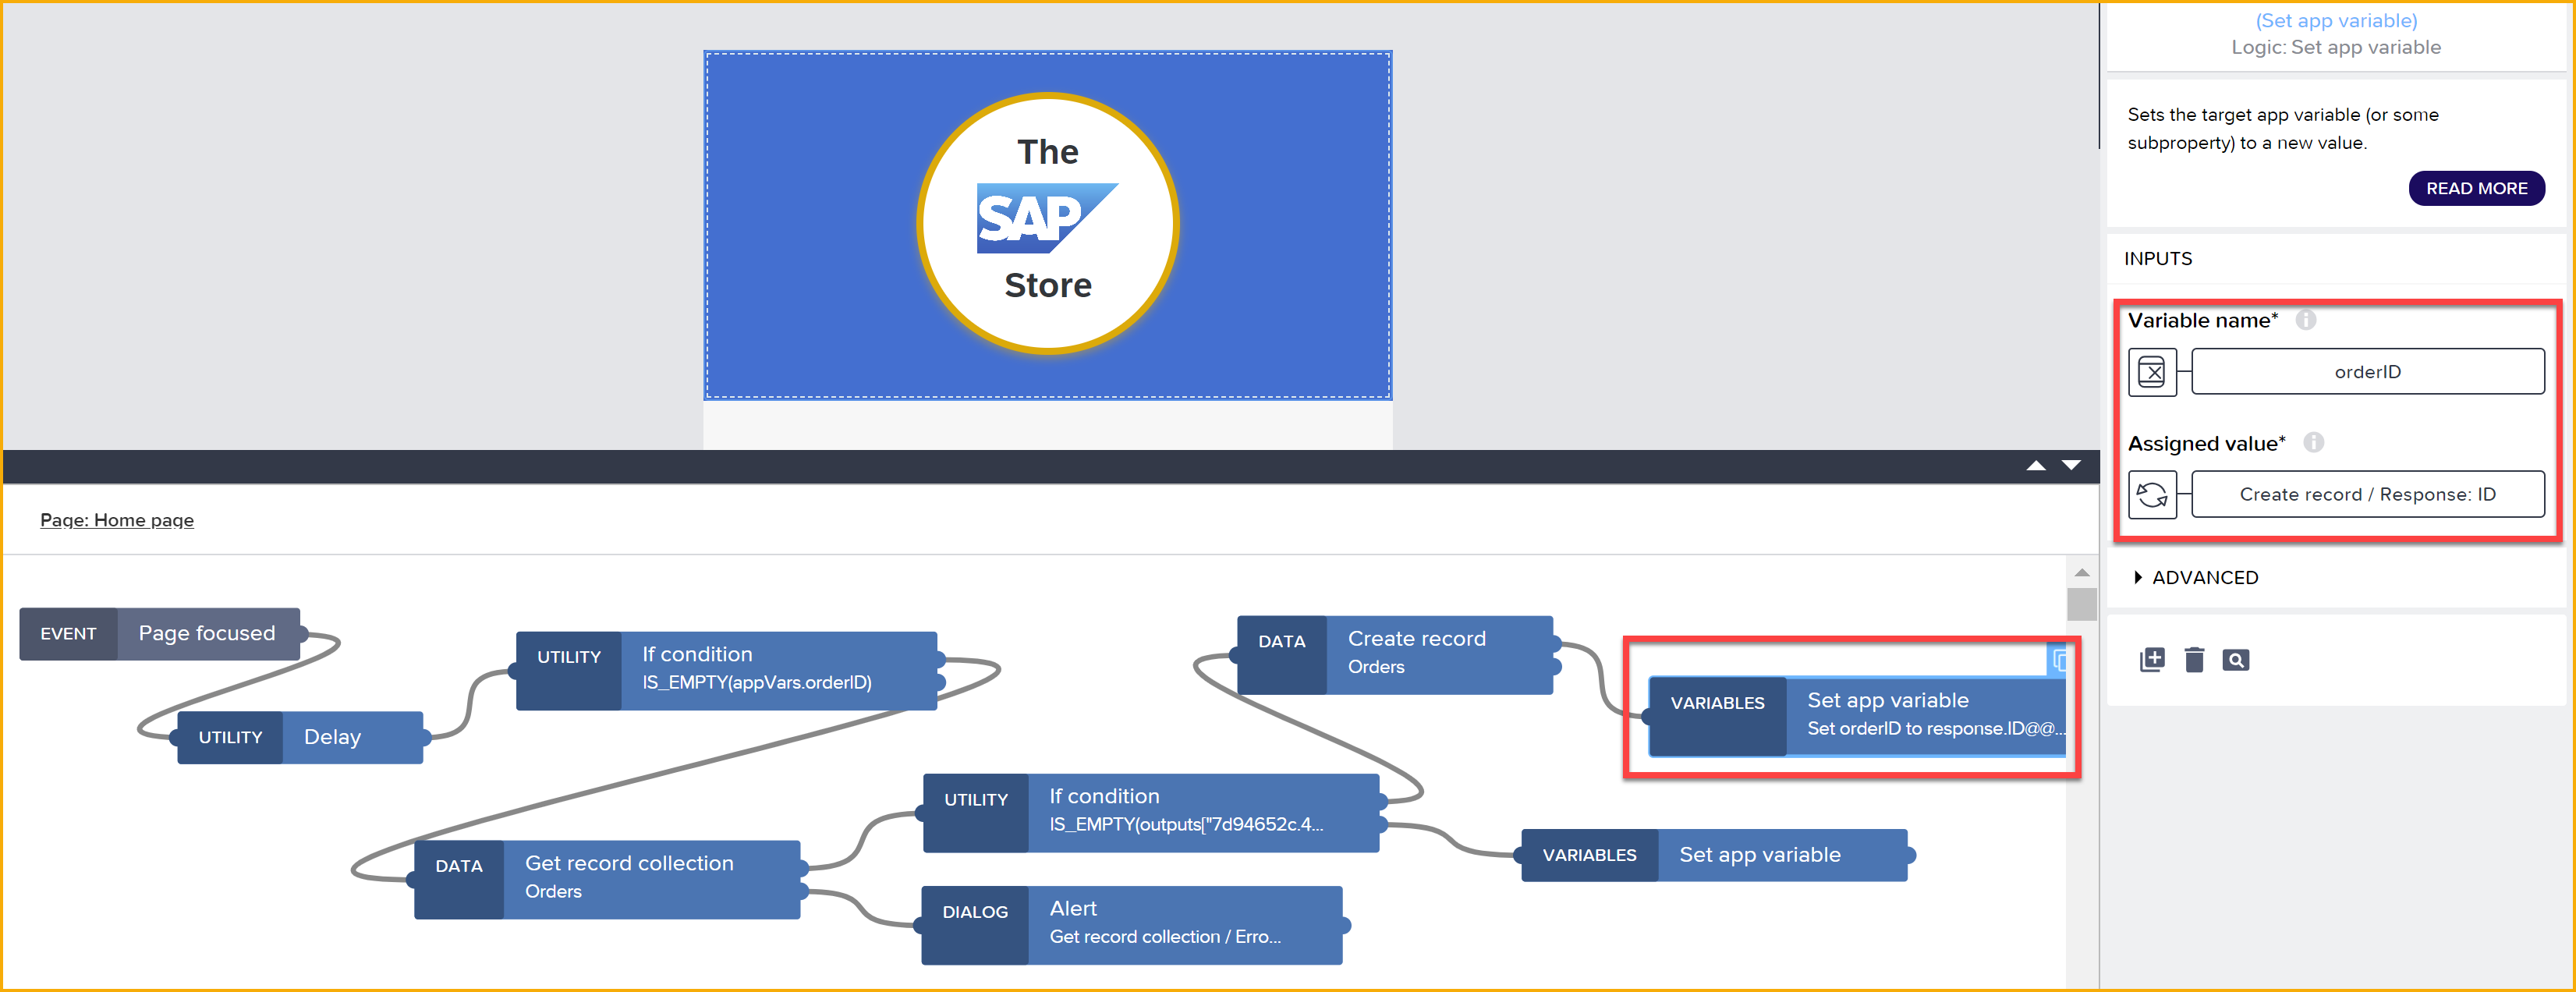 The
SAP
Store
Page: Home page
EVENT Page focused
UTILITY Delay
UTILITY If condition
IS_EMPTY(appVars.orderID)
DATA Get record collection
Orders
UTILITY If condition
IS_EMPTY(outputs["7d94652c.4...
DIALOG Alert
Get record collection / Erro...
DATA Create record
Orders
VARIABLES Set app variable
Set orderID to response.ID@@...
VARIABLES Set app variable
(Set app variable)
Logic: Set app variable
Sets the target app variable (or some
subproperty) to a new value.
READ MORE
INPUTS
Variable name*
orderID
Assigned value*
Create record / Response: ID
ADVANCED